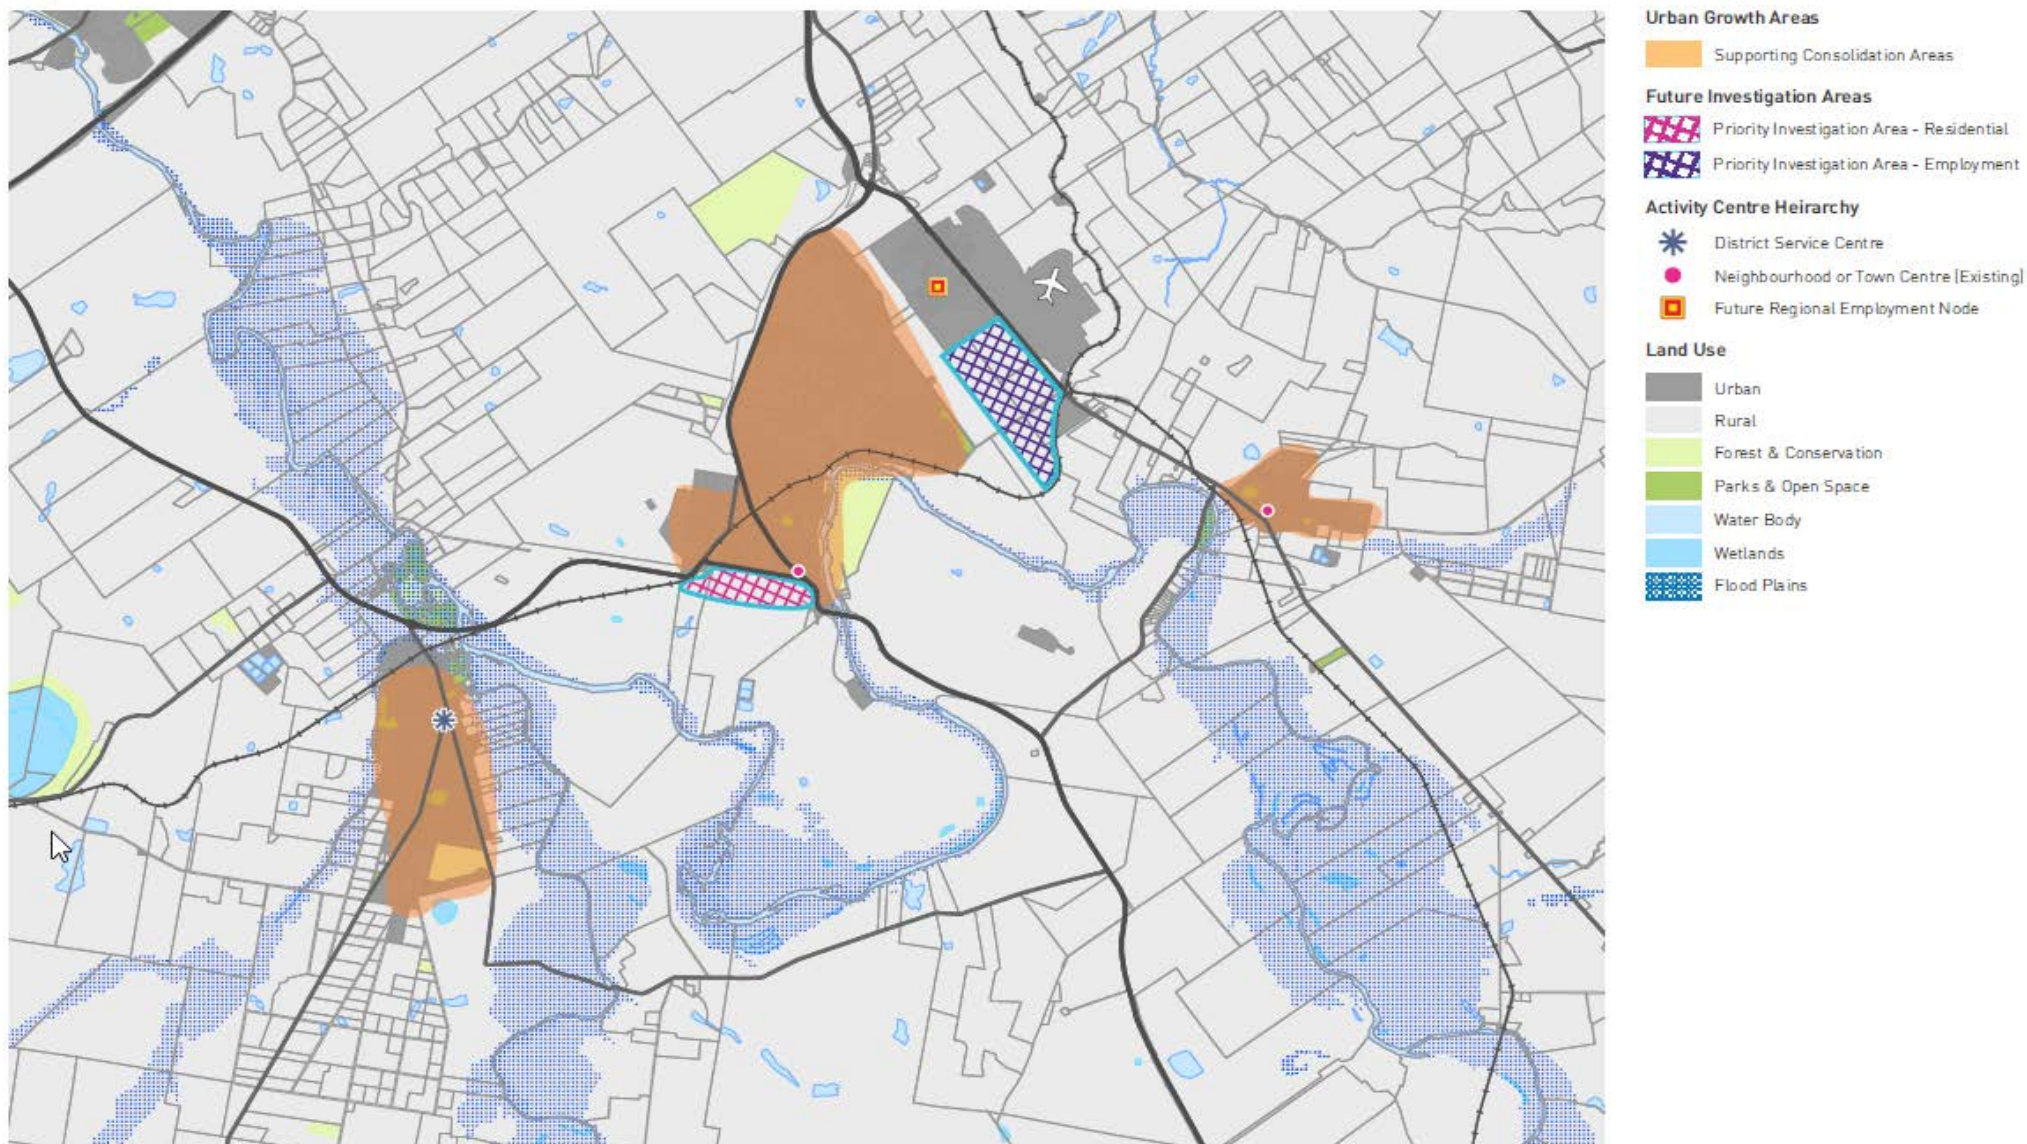 Urban Growth Areas
Supporting Consolidation Areas
Future Investigation Areas
Priority Investigation Area - Residential
Priority Investigation Area - Employment
Activity Centre Heirarchy
District Service Centre
Neighbourhood or Town Centre (Existing)
Future Regional Employment Node
Land Use
Urban
Rural
Forest & Conservation
Parks & Open Space
Water Body
Wetlands
Flood Plains